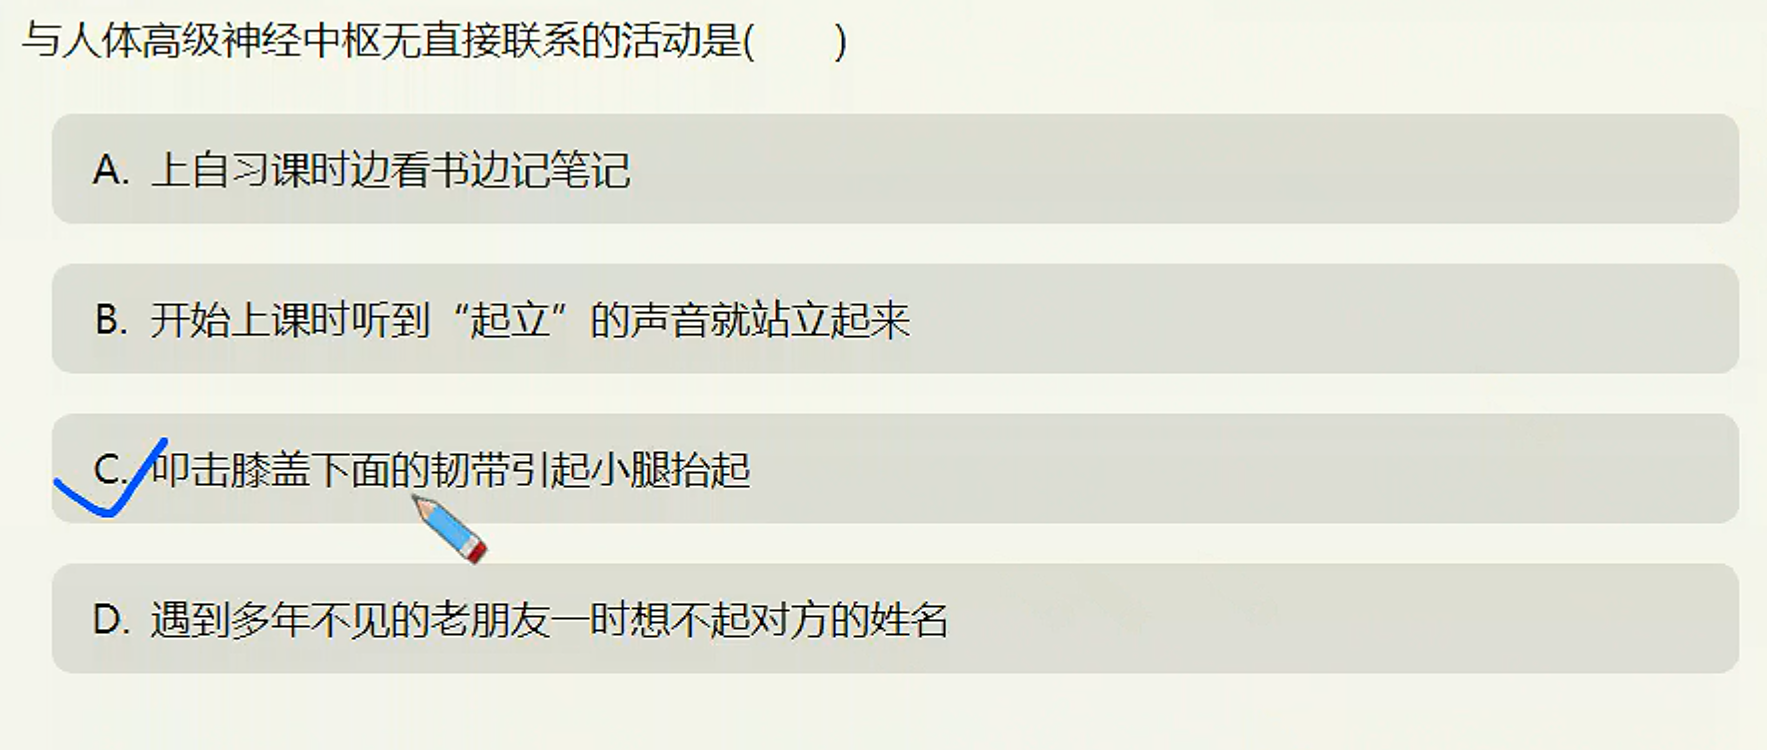 与人体高级神经中枢无直接联系的活动是(　　)
A. 上自习课时边看书边记笔记
B. 开始上课时听到“起立”的声音就站立起来
C. 叩击膝盖下面的韧带引起小腿抬起
D. 遇到多年不见的老朋友一时想不起对方的姓名